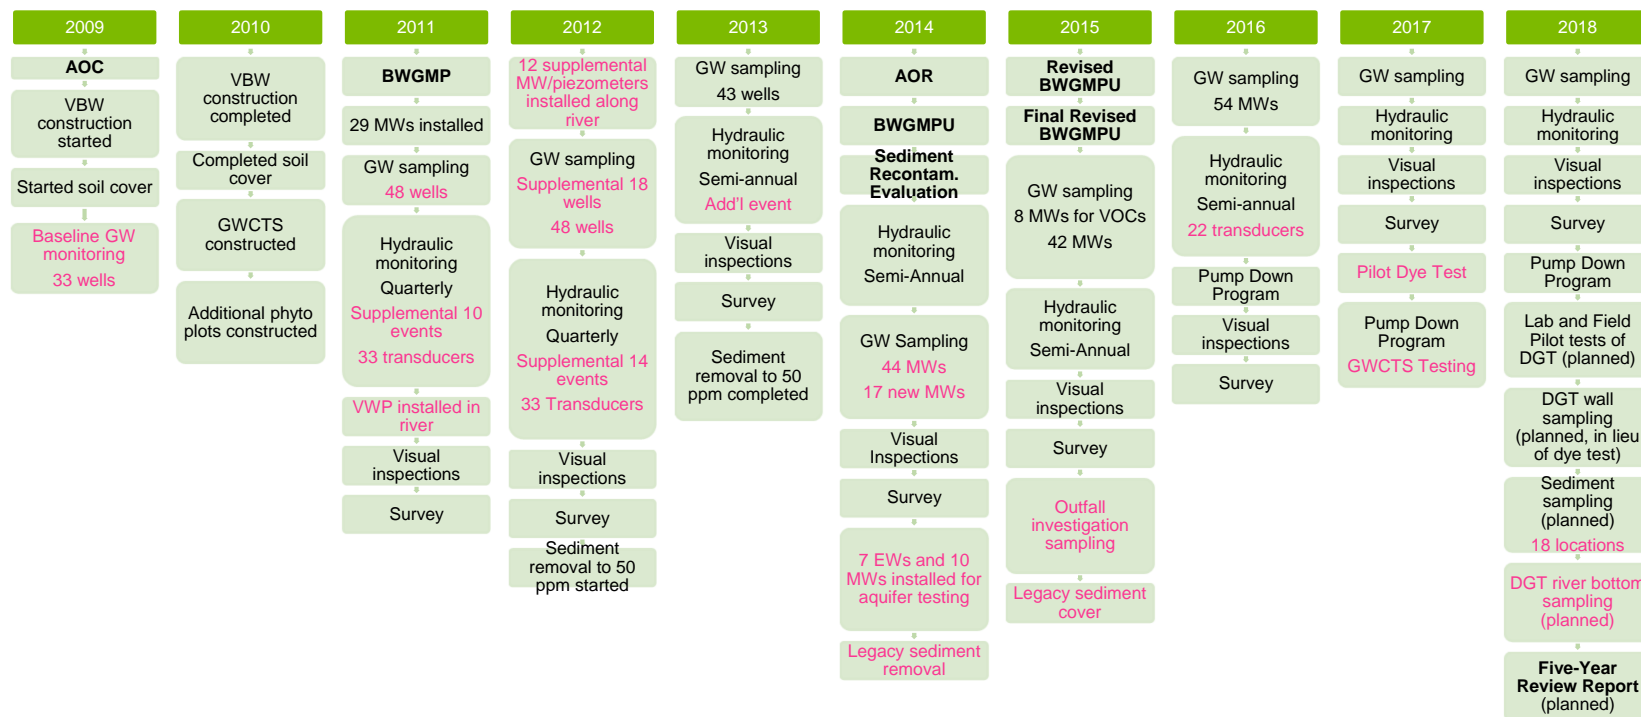 2009
AOC
VBW
construction
started
Started soil cover
Baseline GW
monitoring
33 wells
2010
VBW
construction
completed
Completed soil
cover
GWCTS
constructed
Additional phyto
plots constructed
2011
BWGMP
29 MWs installed
GW sampling
48 wells
Hydraulic
monitoring
Quarterly
Supplemental 10
events
33 transducers
VWP installed in
river
Visual
inspections
Survey
2012
12 supplemental
MW/piezometers
installed along
river
GW sampling
Supplemental 18
wells
48 wells
Hydraulic
monitoring
Quarterly
Supplemental 14
events
33 Transducers
Visual
inspections
Survey
Sediment
removal to 50
ppm started
2013
GW sampling
43 wells
Hydraulic
monitoring
Semi-annual
Add'l event
Visual
inspections
Survey
Sediment
removal to 50
ppm completed
2014
AOR
BWGMPU
Sediment
Recontam.
Evaluation
Hydraulic
monitoring
Semi-Annual
GW Sampling
44 MWs
17 new MWs
Visual
Inspections
Survey
7 EWs and 10
MWs installed for
aquifer testing
Legacy sediment
removal
2015
Revised
BWGMPU
Final Revised
BWGMPU
GW sampling
8 MWs for VOCs
42 MWs
Hydraulic
monitoring
Semi-Annual
Visual
inspections
Survey
Outfall
investigation
sampling
Legacy sediment
cover
2016
GW sampling
54 MWs
Hydraulic
monitoring
Semi-annual
22 transducers
Pump Down
Program
Visual
inspections
Survey
2017
GW sampling
Hydraulic
monitoring
Visual
inspections
Survey
Pilot Dye Test
Pump Down
Program
GWCTS Testing
2018
GW sampling
Hydraulic
monitoring
Visual
inspections
Survey
Pump Down
Program
Lab and Field
Pilot tests of
DGT (planned)
DGT wall
sampling
(planned, in lieu
of dye test)
Sediment
sampling
(planned)
18 locations
DGT river bottom
sampling
(planned)
Five-Year
Review Report
(planned)